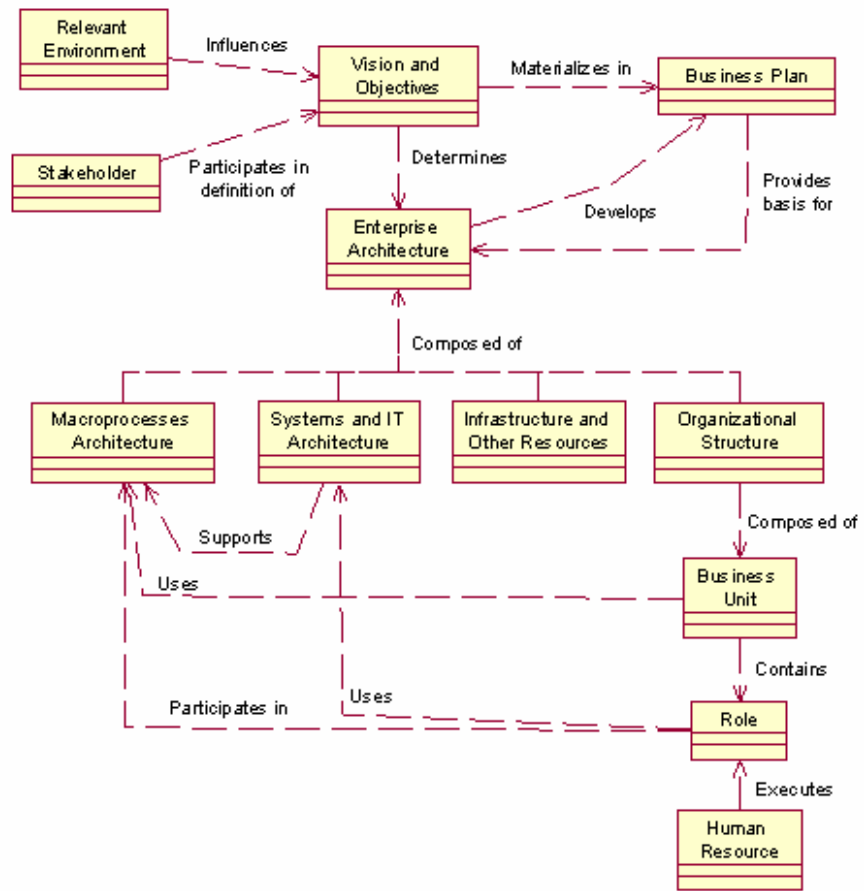 Relevant
Environment
Influences
Vision and
Objectives
Materializes in
Business Plan
Stakeholder
Participates in
definition of
Determines
Provides
basis for
Develops
Enterprise
Architecture
Composed of
Macroprocesses
Architecture
Systems and IT
Architecture
Infrastructure and
Other Resources
Organizational
Structure
Supports
Composed of
Uses
Business
Unit
Contains
Participates in
Uses
Role
Executes
Human
Resource